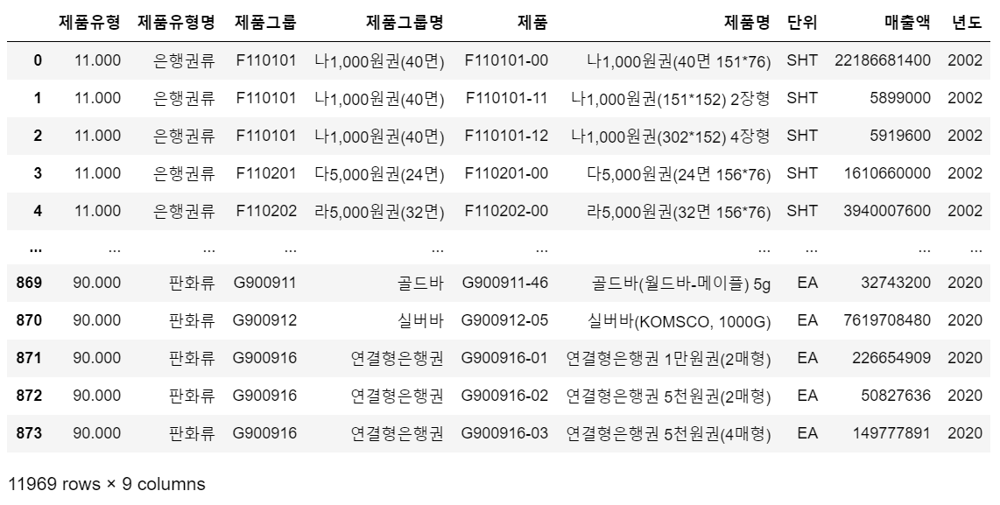 제품유형 제품유형명 제품그룹 제품그룹명 제품 제품명 단위 매출액 년도
0 11.000 은행권류 F110101 나1,000원권(40면) F110101-00 나1,000원권(40면 151*76) SHT 22186681400 2002
1 11.000 은행권류 F110101 나1,000원권(40면) F110101-11 나1,000원권(151*152) 2장형 SHT 5899000 2002
2 11.000 은행권류 F110101 나1,000원권(40면) F110101-12 나1,000원권(302*152) 4장형 SHT 5919600 2002
3 11.000 은행권류 F110201 다5,000원권(24면) F110201-00 다5,000원권(24면 156*76) SHT 1610660000 2002
4 11.000 은행권류 F110202 라5,000원권(32면) F110202-00 라5,000원권(32면 156*76) SHT 3940007600 2002
... ... ... ... ... ... ... ... ... ...
869 90.000 판화류 G900911 골드바 G900911-46 골드바(월드바-메이플) 5g EA 32743200 2020
870 90.000 판화류 G900912 실버바 G900912-05 실버바(KOMSCO, 1000G) EA 7619708480 2020
871 90.000 판화류 G900916 연결형은행권 G900916-01 연결형은행권 1만원권(2매형) EA 226654909 2020
872 90.000 판화류 G900916 연결형은행권 G900916-02 연결형은행권 5천원권(2매형) EA 50827636 2020
873 90.000 판화류 G900916 연결형은행권 G900916-03 연결형은행권 5천원권(4매형) EA 149777891 2020
11969 rows × 9 columns